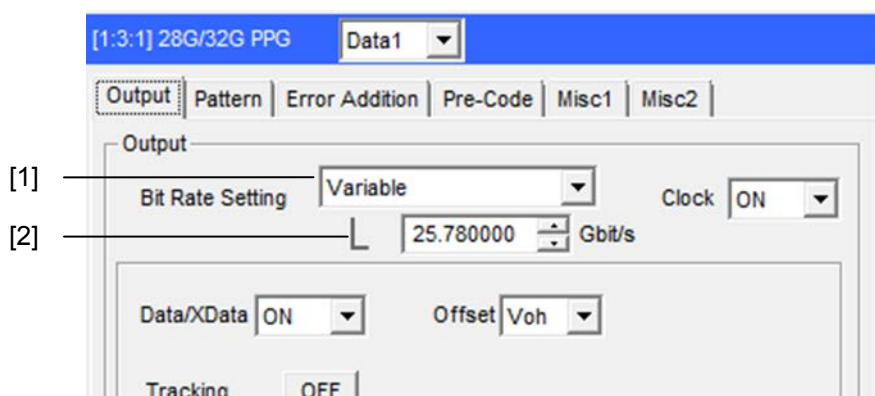 [1:3:1] 28G/32G PPG Data1
Output Pattern Error Addition Pre-Code Misc1 Misc2
Output
[1] Bit Rate Setting Variable Clock ON
[2] 25.780000 Gbit/s
Data/XData ON Offset Voh
Tracking OFF